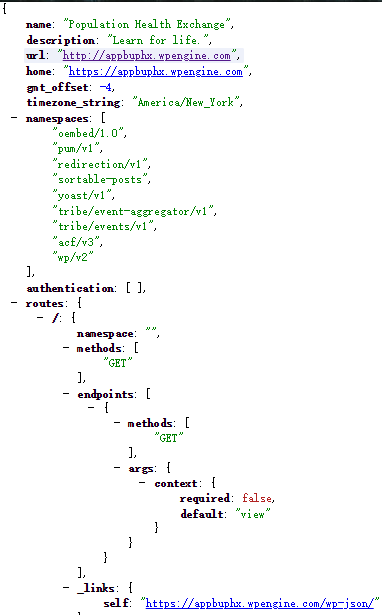 {
name: "Population Health Exchange",
description: "Learn for life.",
url: "http://appbuphx.wpengine.com",
home: "https://appbuphx.wpengine.com",
gmt_offset: -4,
timezone_string: "America/New_York",
- namespaces: [
"oembed/1.0",
"pum/v1",
"redirection/v1",
"sortable-posts",
"yoast/v1",
"tribe/event-aggregator/v1",
"tribe/events/v1",
"acf/v3",
"wp/v2"
],
authentication: [ ],
- routes: {
- /: {
namespace: "",
- methods: [
"GET"
],
- endpoints: [
- {
- methods: [
"GET"
],
- args: {
- context: {
required: false,
default: "view"
}
}
}
],
- _links: {
self: "https://appbuphx.wpengine.com/wp-json/"